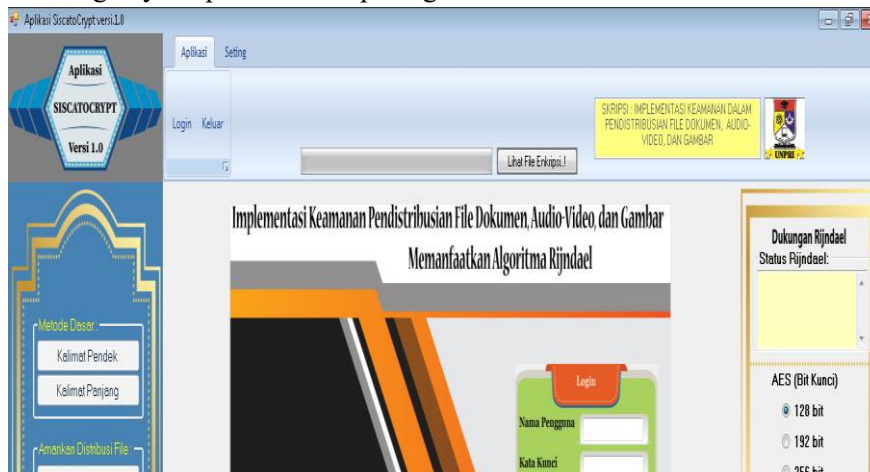 Aplikasi SiscatoCrypt versi.1.0
Aplikasi
SISCATOCRYPT
Versi 1.0
Aplikasi Seting
Login Keluar
Lihat File Enkripsi.!
SKRIPSI : IMPLEMENTASI KEAMANAN DALAM
PENDISTRIBUSIAN FILE DOKUMEN, AUDIO-
VIDEO, DAN GAMBAR
UNPRI
Implementasi Keamanan Pendistribusian File Dokumen, Audio-Video, dan Gambar
Memanfaatkan Algoritma Rijndael
Metode Dasar :
Kalimat Pendek
Kalimat Panjang
Amankan Distribusi File :
Login
Nama Pengguna
Kata Kunci
Dukungan Rijndael
Status Rijndael:
AES (Bit Kunci)
128 bit
192 bit
256 bit